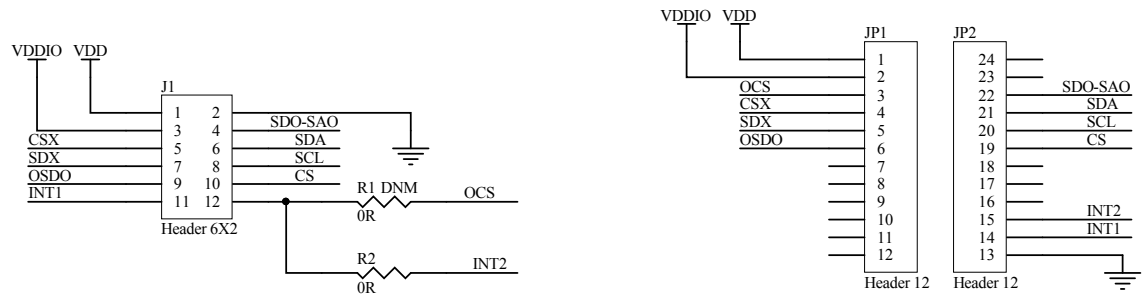 VDDIO VDD
J1
1 2
3 4 SDO-SAO
CSX 5 6 SDA
SDX 7 8 SCL
OSDO 9 10 CS
INT1 11 12
Header 6X2
R1 DNM OCS
0R
R2 INT2
0R
VDDIO VDD
JP1
1
2
OCS 3
CSX 4
SDX 5
OSDO 6
7
8
9
10
11
12
Header 12
JP2
24
23
22 SDO-SAO
21 SDA
20 SCL
19 CS
18
17
16
15 INT2
14 INT1
13
Header 12